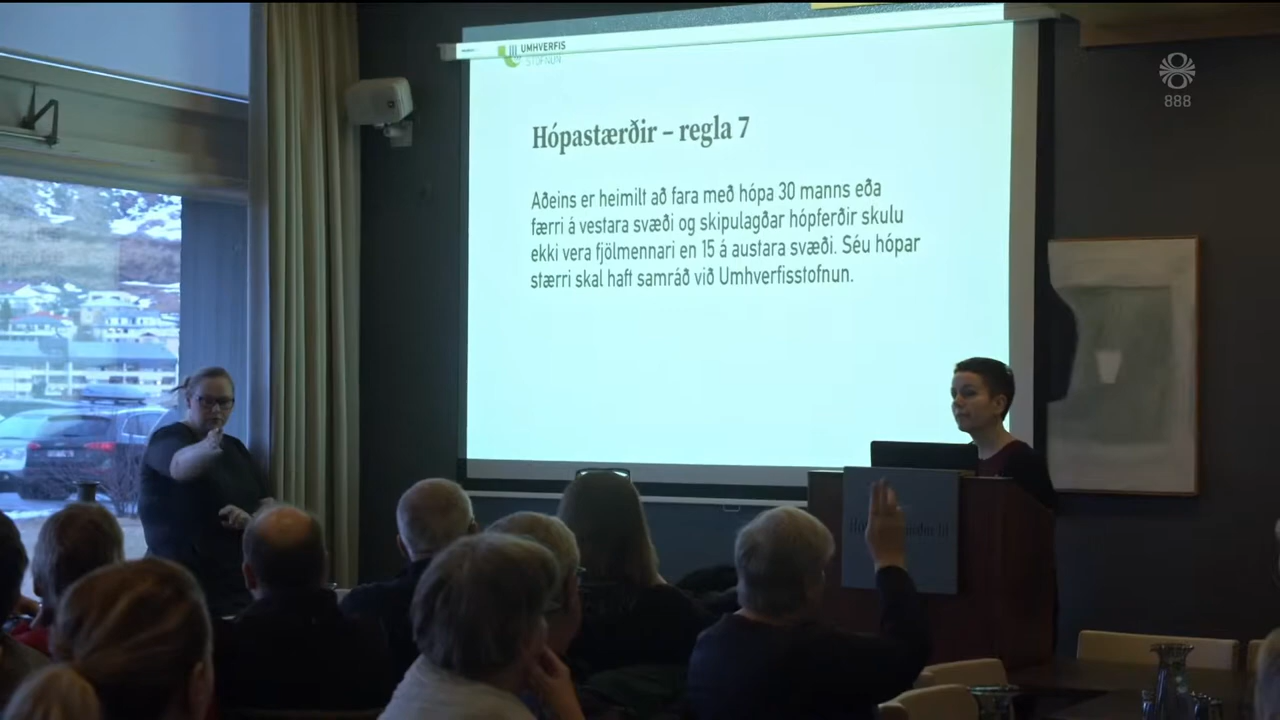 UMHVERFIS
STOFNUN
888
Hópastærðir – regla 7
Aðeins er heimilt að fara með hópa 30 manns eða
færri á vestara svæði og skipulagðar hópferðir skulu
ekki vera fjölmennari en 15 á austara svæði. Séu hópar
stærri skal haft samráð við Umhverfisstofnun.